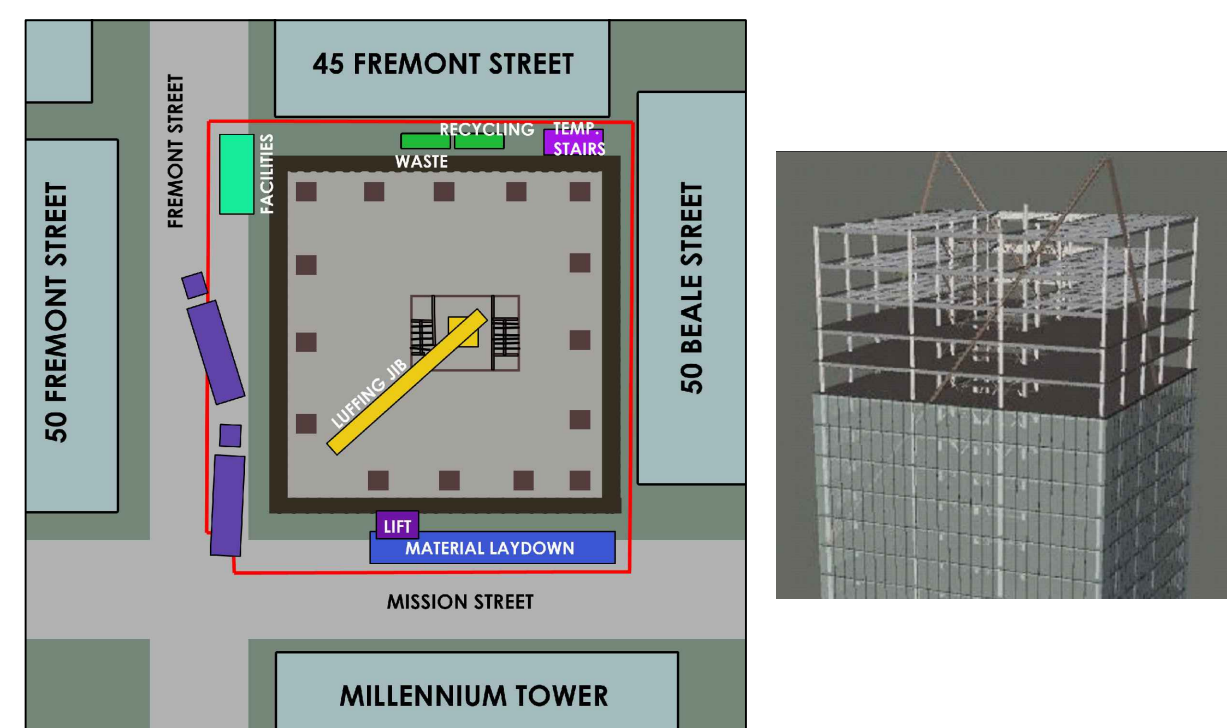 45 FREMONT STREET
FREMONT STREET
RECYCLING
TEMP.
STAIRS
WASTE
FACILITIES
50 FREMONT STREET
50 BEALE STREET
LUFFING JIB
LIFT
MATERIAL LAYDOWN
MISSION STREET
MILLENNIUM TOWER